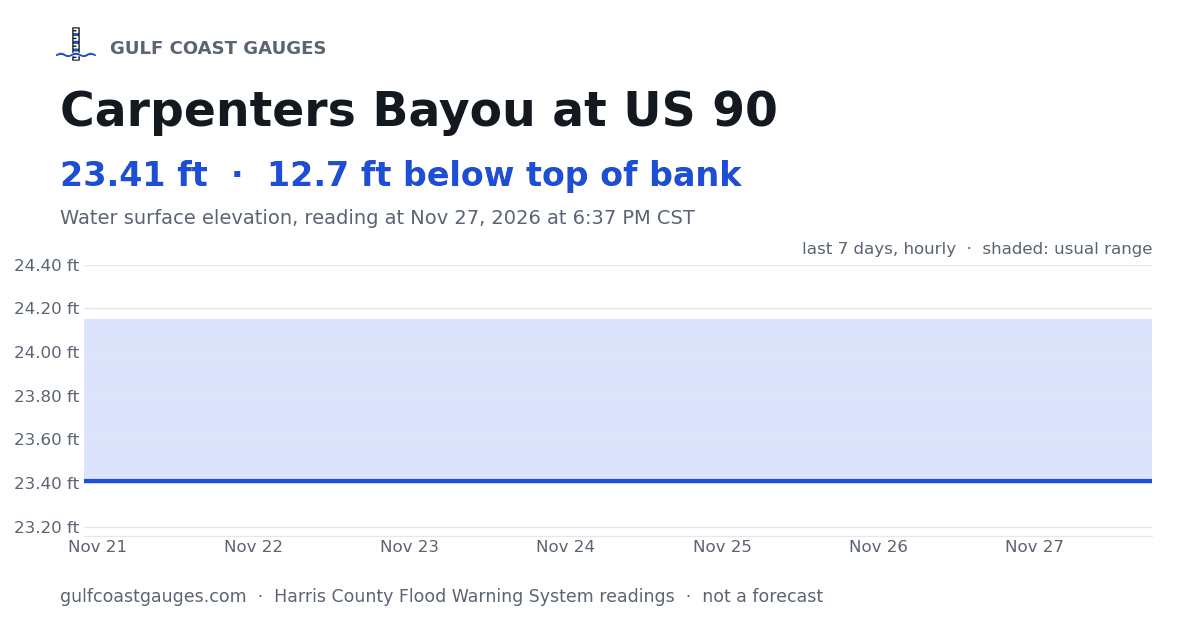 GULF COAST GAUGES
Carpenters Bayou at US 90
23.41 ft · 12.7 ft below top of bank
Water surface elevation, reading at Nov 27, 2026 at 6:37 PM CST
last 7 days, hourly · shaded: usual range
24.40 ft
24.20 ft
24.00 ft
23.80 ft
23.60 ft
23.40 ft
23.20 ft
Nov 21 Nov 22 Nov 23 Nov 24 Nov 25 Nov 26 Nov 27
gulfcoastgauges.com · Harris County Flood Warning System readings · not a forecast